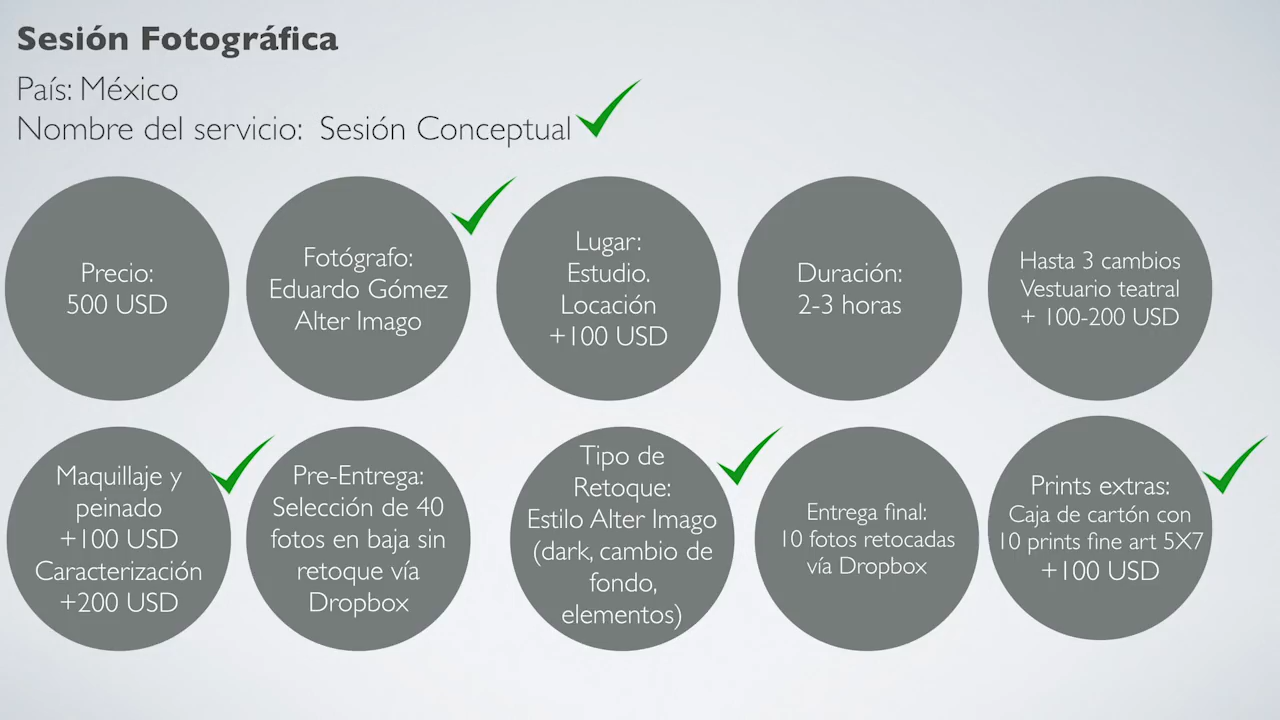 Sesión Fotográfica
País: México
Nombre del servicio:  Sesión Conceptual
Precio:
500 USD
Fotógrafo:
Eduardo Gómez
Alter Imago
Lugar:
Estudio.
Locación
+100 USD
Duración:
2-3 horas
Hasta 3 cambios
Vestuario teatral
+ 100-200 USD
Maquillaje y
peinado
+100 USD
Caracterización
+200 USD
Pre-Entrega:
Selección de 40
fotos en baja sin
retoque vía
Dropbox
Tipo de
Retoque:
Estilo Alter Imago
(dark, cambio de
fondo,
elementos)
Entrega final:
10 fotos retocadas
vía Dropbox
Prints extras:
Caja de cartón con
10 prints fine art 5X7
+100 USD